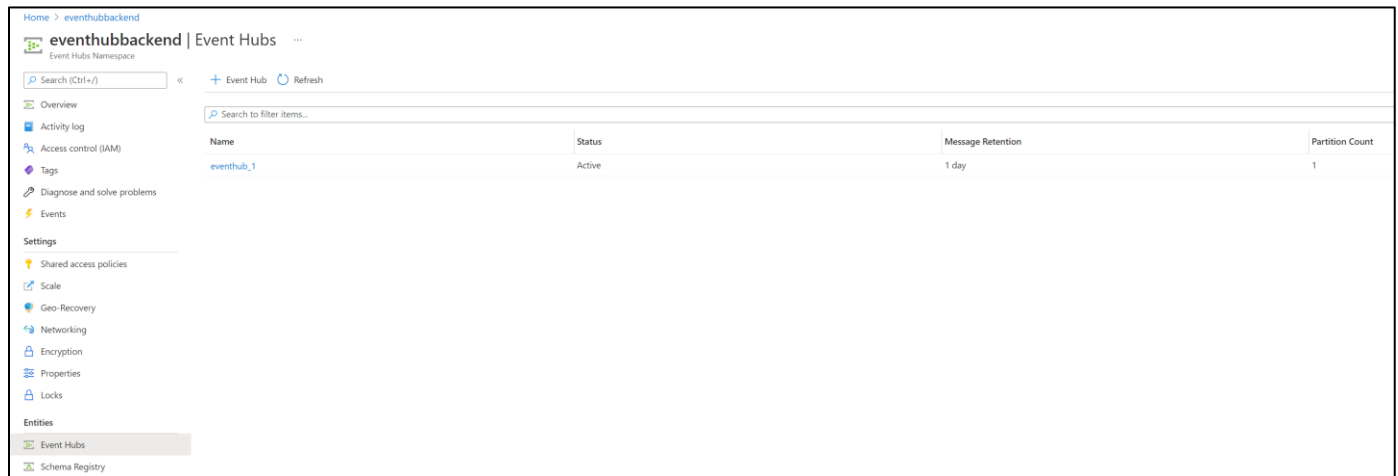 Home > eventhubbackend
eventhubbackend | Event Hubs ...
Event Hubs Namespace
Search (Ctrl+/) «
+ Event Hub Refresh
Overview
Activity log
Access control (IAM)
Tags
Diagnose and solve problems
Events
Settings
Shared access policies
Scale
Geo-Recovery
Networking
Encryption
Properties
Locks
Entities
Event Hubs
Schema Registry
Search to filter items...
Name Status Message Retention Partition Count
eventhub_1 Active 1 day 1